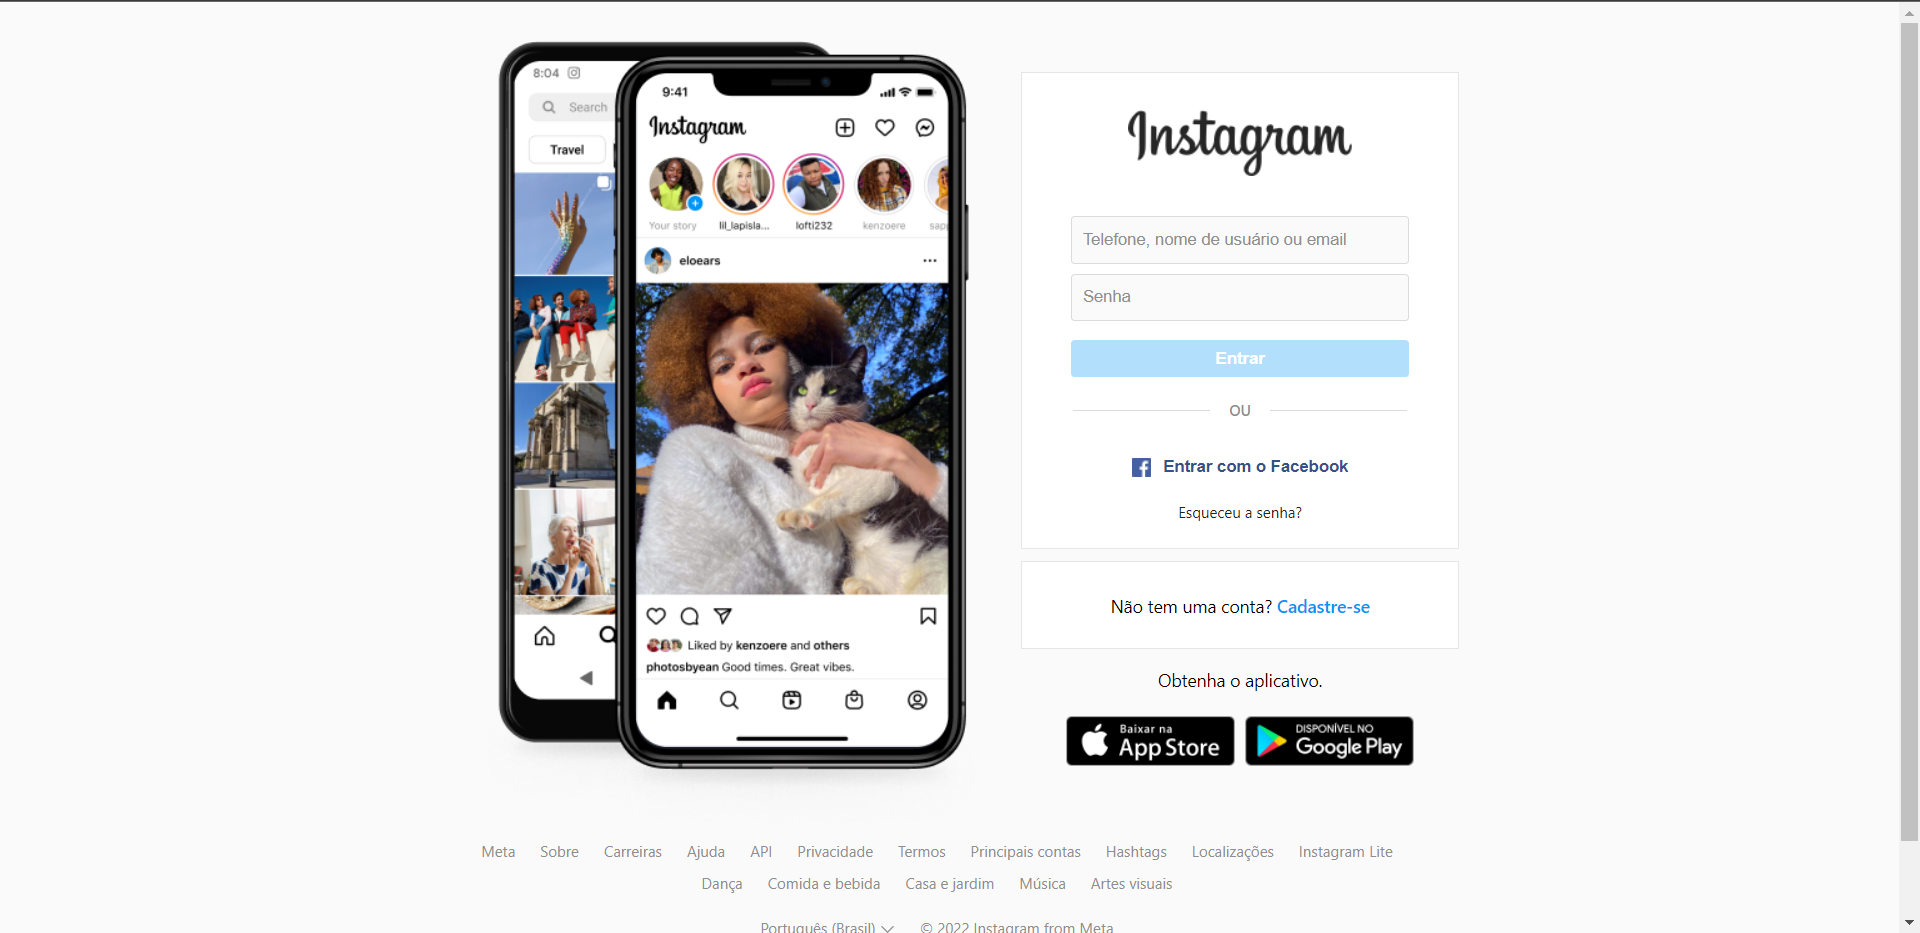 8:04
Search
Travel
9:41
Instagram
Your story
lil_lapisla...
lofti232
kenzoere
sapp
eloears
Liked by kenzoere and others
photosbyean Good times. Great vibes.
Instagram
Telefone, nome de usuário ou email
Senha
Entrar
OU
Entrar com o Facebook
Esqueceu a senha?
Não tem uma conta? Cadastre-se
Obtenha o aplicativo.
Baixar na
App Store
DISPONÍVEL NO
Google Play
Meta Sobre Carreiras Ajuda API Privacidade Termos Principais contas Hashtags Localizações Instagram Lite
Dança Comida e bebida Casa e jardim Música Artes visuais
Português (Brasil) © 2022 Instagram from Meta